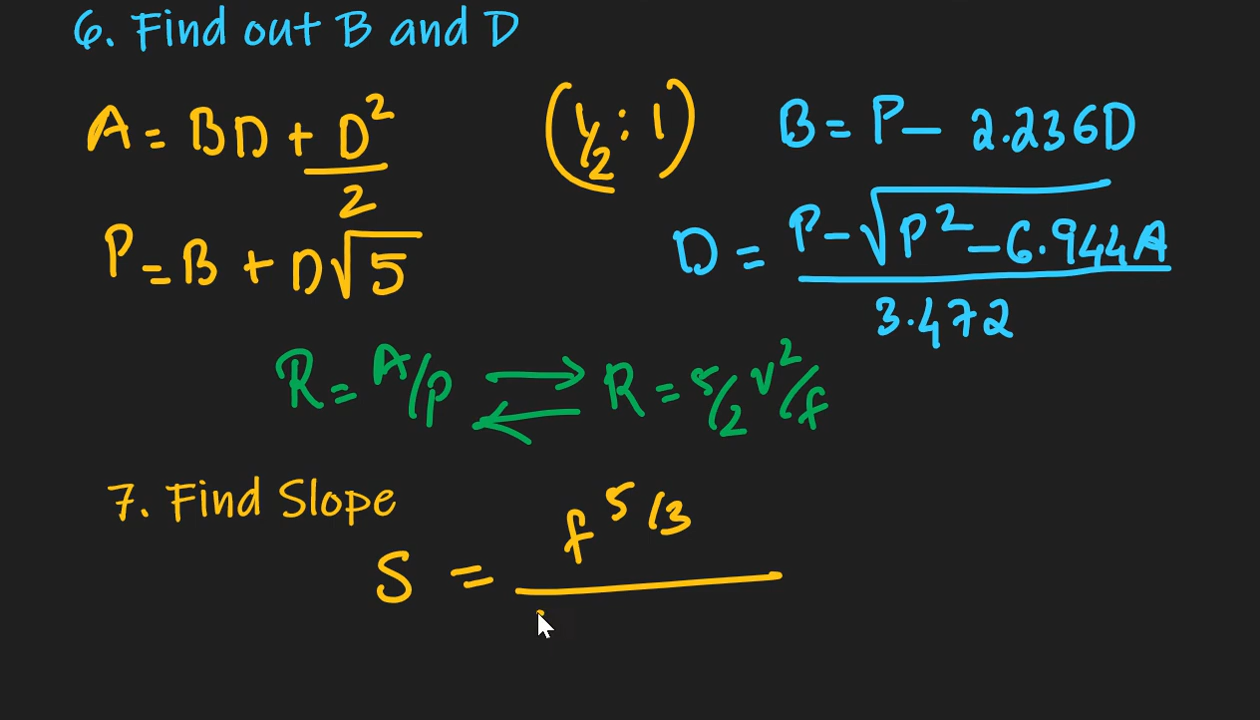 6. Find out B and D
A = BD + D²/2
(1/2 : 1)
B = P - 2.236D
P = B + D√5
D = (P - √(P² - 6.944A))/3.472
R = A/P ⇄ R = 5/2 V²/f
7. Find Slope
S = f^5/3